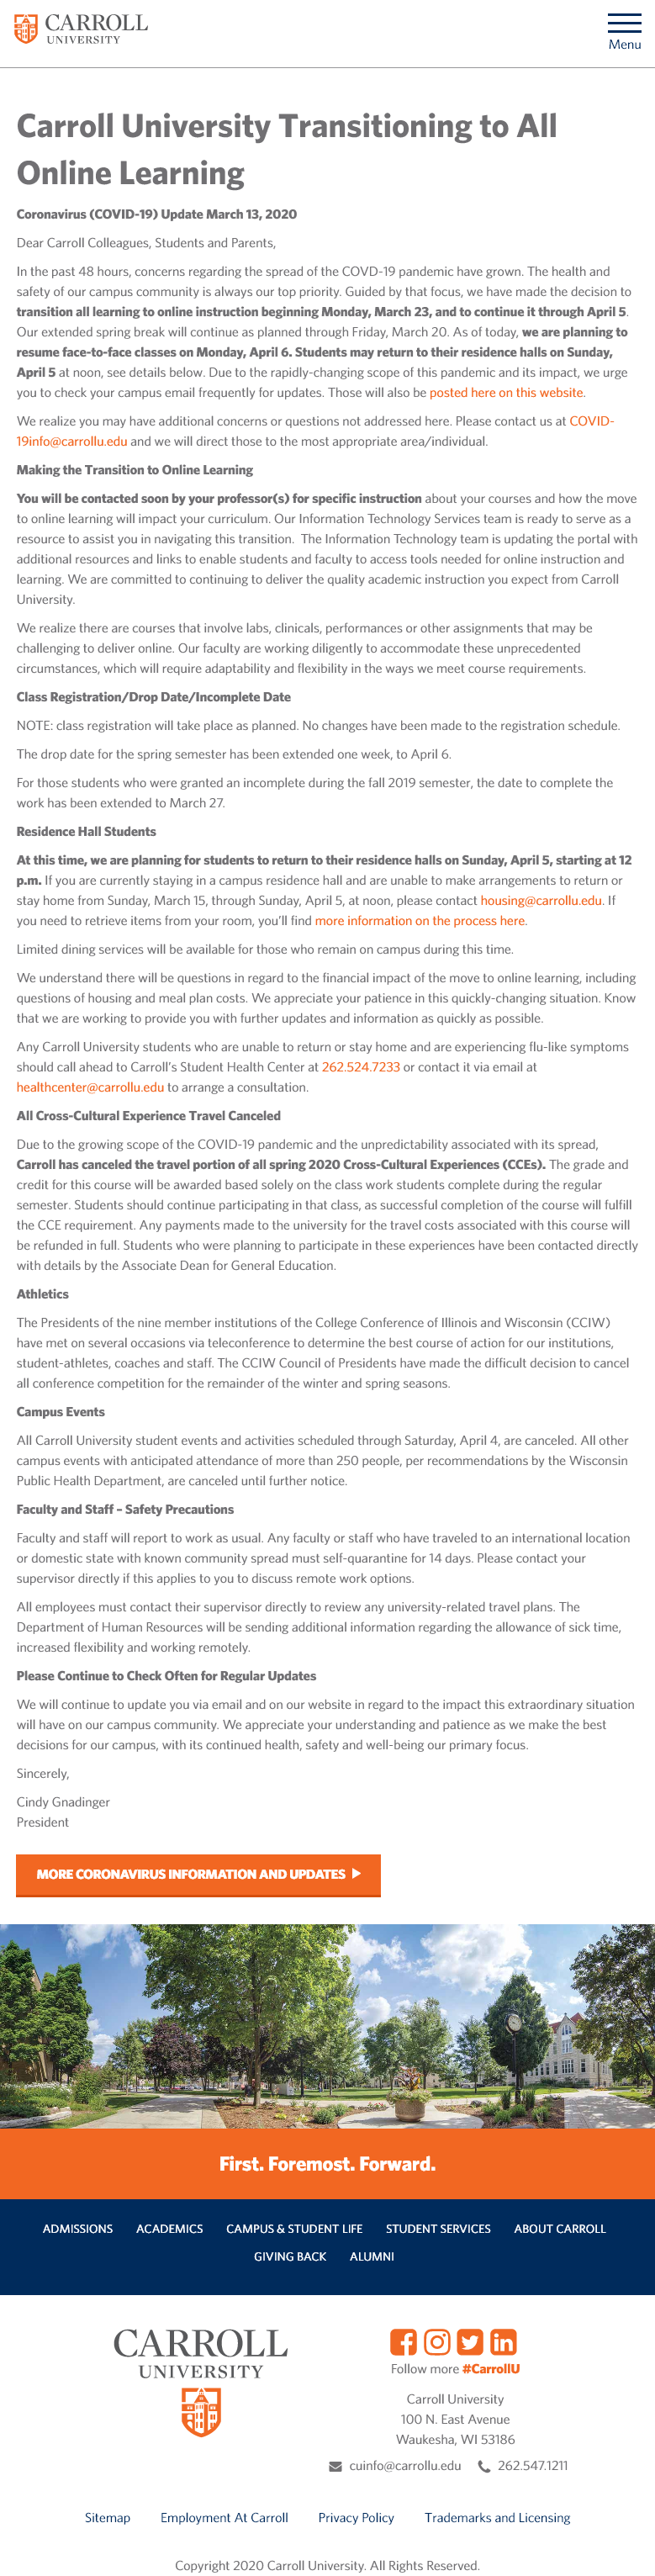 CARROLL
UNIVERSITY
Menu
Carroll University Transitioning to All
Online Learning
Coronavirus (COVID-19) Update March 13, 2020
Dear Carroll Colleagues, Students and Parents,
In the past 48 hours, concerns regarding the spread of the COVD-19 pandemic have grown. The health and
safety of our campus community is always our top priority. Guided by that focus, we have made the decision to
transition all learning to online instruction beginning Monday, March 23, and to continue it through April 5.
Our extended spring break will continue as planned through Friday, March 20. As of today, we are planning to
resume face-to-face classes on Monday, April 6. Students may return to their residence halls on Sunday,
April 5 at noon, see details below. Due to the rapidly-changing scope of this pandemic and its impact, we urge
you to check your campus email frequently for updates. Those will also be posted here on this website.
We realize you may have additional concerns or questions not addressed here. Please contact us at COVID-
19info@carrollu.edu and we will direct those to the most appropriate area/individual.
Making the Transition to Online Learning
You will be contacted soon by your professor(s) for specific instruction about your courses and how the move
to online learning will impact your curriculum. Our Information Technology Services team is ready to serve as a
resource to assist you in navigating this transition.  The Information Technology team is updating the portal with
additional resources and links to enable students and faculty to access tools needed for online instruction and
learning. We are committed to continuing to deliver the quality academic instruction you expect from Carroll
University.
We realize there are courses that involve labs, clinicals, performances or other assignments that may be
challenging to deliver online. Our faculty are working diligently to accommodate these unprecedented
circumstances, which will require adaptability and flexibility in the ways we meet course requirements.
Class Registration/Drop Date/Incomplete Date
NOTE: class registration will take place as planned. No changes have been made to the registration schedule.
The drop date for the spring semester has been extended one week, to April 6.
For those students who were granted an incomplete during the fall 2019 semester, the date to complete the
work has been extended to March 27.
Residence Hall Students
At this time, we are planning for students to return to their residence halls on Sunday, April 5, starting at 12
p.m. If you are currently staying in a campus residence hall and are unable to make arrangements to return or
stay home from Sunday, March 15, through Sunday, April 5, at noon, please contact housing@carrollu.edu. If
you need to retrieve items from your room, you'll find more information on the process here.
Limited dining services will be available for those who remain on campus during this time.
We understand there will be questions in regard to the financial impact of the move to online learning, including
questions of housing and meal plan costs. We appreciate your patience in this quickly-changing situation. Know
that we are working to provide you with further updates and information as quickly as possible.
Any Carroll University students who are unable to return or stay home and are experiencing flu-like symptoms
should call ahead to Carroll's Student Health Center at 262.524.7233 or contact it via email at
healthcenter@carrollu.edu to arrange a consultation.
All Cross-Cultural Experience Travel Canceled
Due to the growing scope of the COVID-19 pandemic and the unpredictability associated with its spread,
Carroll has canceled the travel portion of all spring 2020 Cross-Cultural Experiences (CCEs). The grade and
credit for this course will be awarded based solely on the class work students complete during the regular
semester. Students should continue participating in that class, as successful completion of the course will fulfill
the CCE requirement. Any payments made to the university for the travel costs associated with this course will
be refunded in full. Students who were planning to participate in these experiences have been contacted directly
with details by the Associate Dean for General Education.
Athletics
The Presidents of the nine member institutions of the College Conference of Illinois and Wisconsin (CCIW)
have met on several occasions via teleconference to determine the best course of action for our institutions,
student-athletes, coaches and staff. The CCIW Council of Presidents have made the difficult decision to cancel
all conference competition for the remainder of the winter and spring seasons.
Campus Events
All Carroll University student events and activities scheduled through Saturday, April 4, are canceled. All other
campus events with anticipated attendance of more than 250 people, per recommendations by the Wisconsin
Public Health Department, are canceled until further notice.
Faculty and Staff – Safety Precautions
Faculty and staff will report to work as usual. Any faculty or staff who have traveled to an international location
or domestic state with known community spread must self-quarantine for 14 days. Please contact your
supervisor directly if this applies to you to discuss remote work options.
All employees must contact their supervisor directly to review any university-related travel plans. The
Department of Human Resources will be sending additional information regarding the allowance of sick time,
increased flexibility and working remotely.
Please Continue to Check Often for Regular Updates
We will continue to update you via email and on our website in regard to the impact this extraordinary situation
will have on our campus community. We appreciate your understanding and patience as we make the best
decisions for our campus, with its continued health, safety and well-being our primary focus.
Sincerely,
Cindy Gnadinger
President
MORE CORONAVIRUS INFORMATION AND UPDATES
First. Foremost. Forward.
ADMISSIONS ACADEMICS CAMPUS & STUDENT LIFE STUDENT SERVICES ABOUT CARROLL
GIVING BACK ALUMNI
CARROLL
UNIVERSITY
Follow more #CarrollU
Carroll University
100 N. East Avenue
Waukesha, WI 53186
cuinfo@carrollu.edu 262.547.1211
Sitemap Employment At Carroll Privacy Policy Trademarks and Licensing
Copyright 2020 Carroll University. All Rights Reserved.